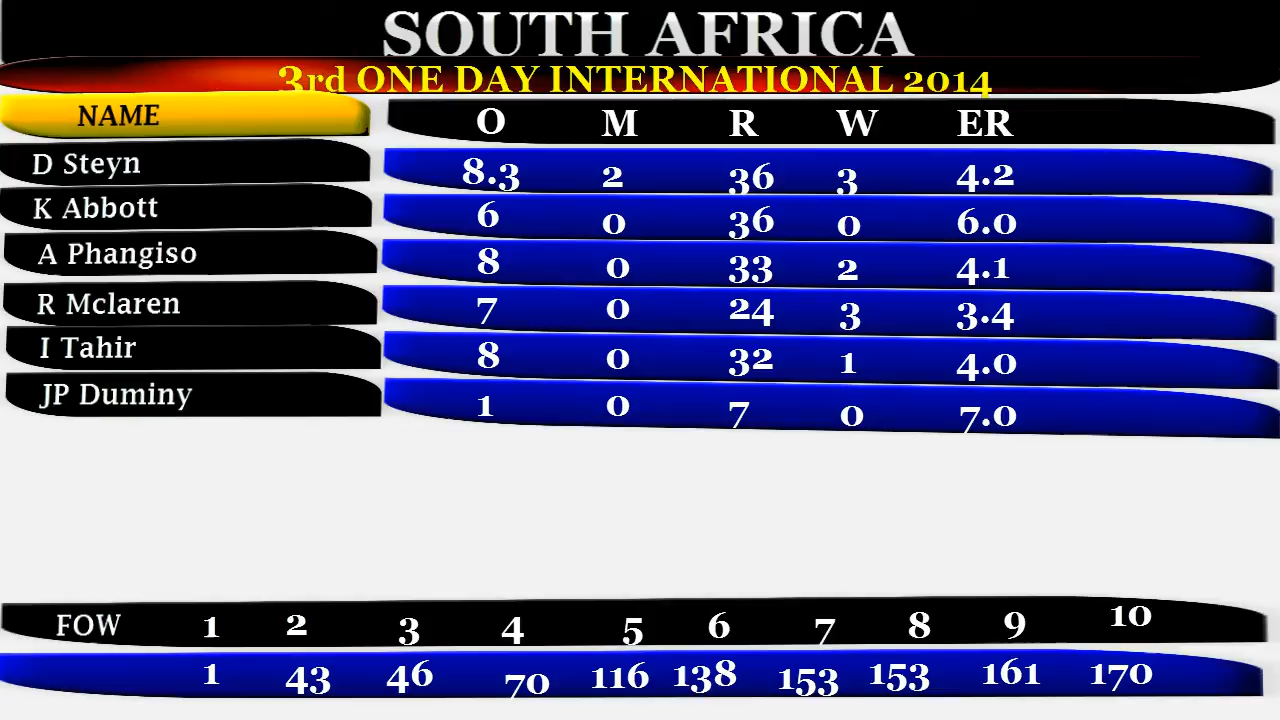 SOUTH AFRICA
3rd ONE DAY INTERNATIONAL 2014
NAME O M R W ER
D Steyn 8.3 2 36 3 4.2
K Abbott 6 0 36 0 6.0
A Phangiso 8 0 33 2 4.1
R Mclaren 7 0 24 3 3.4
I Tahir 8 0 32 1 4.0
JP Duminy 1 0 7 0 7.0
FOW 1 2 3 4 5 6 7 8 9 10
1 43 46 70 116 138 153 153 161 170